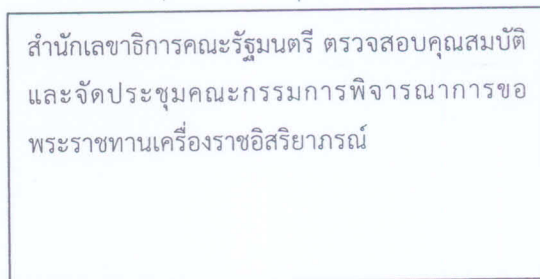 สำนักเลขาธิการคณะรัฐมนตรี ตรวจสอบคุณสมบัติ
และจัดประชุมคณะกรรมการพิจารณาการขอ
พระราชทานเครื่องราชอิสริยาภรณ์